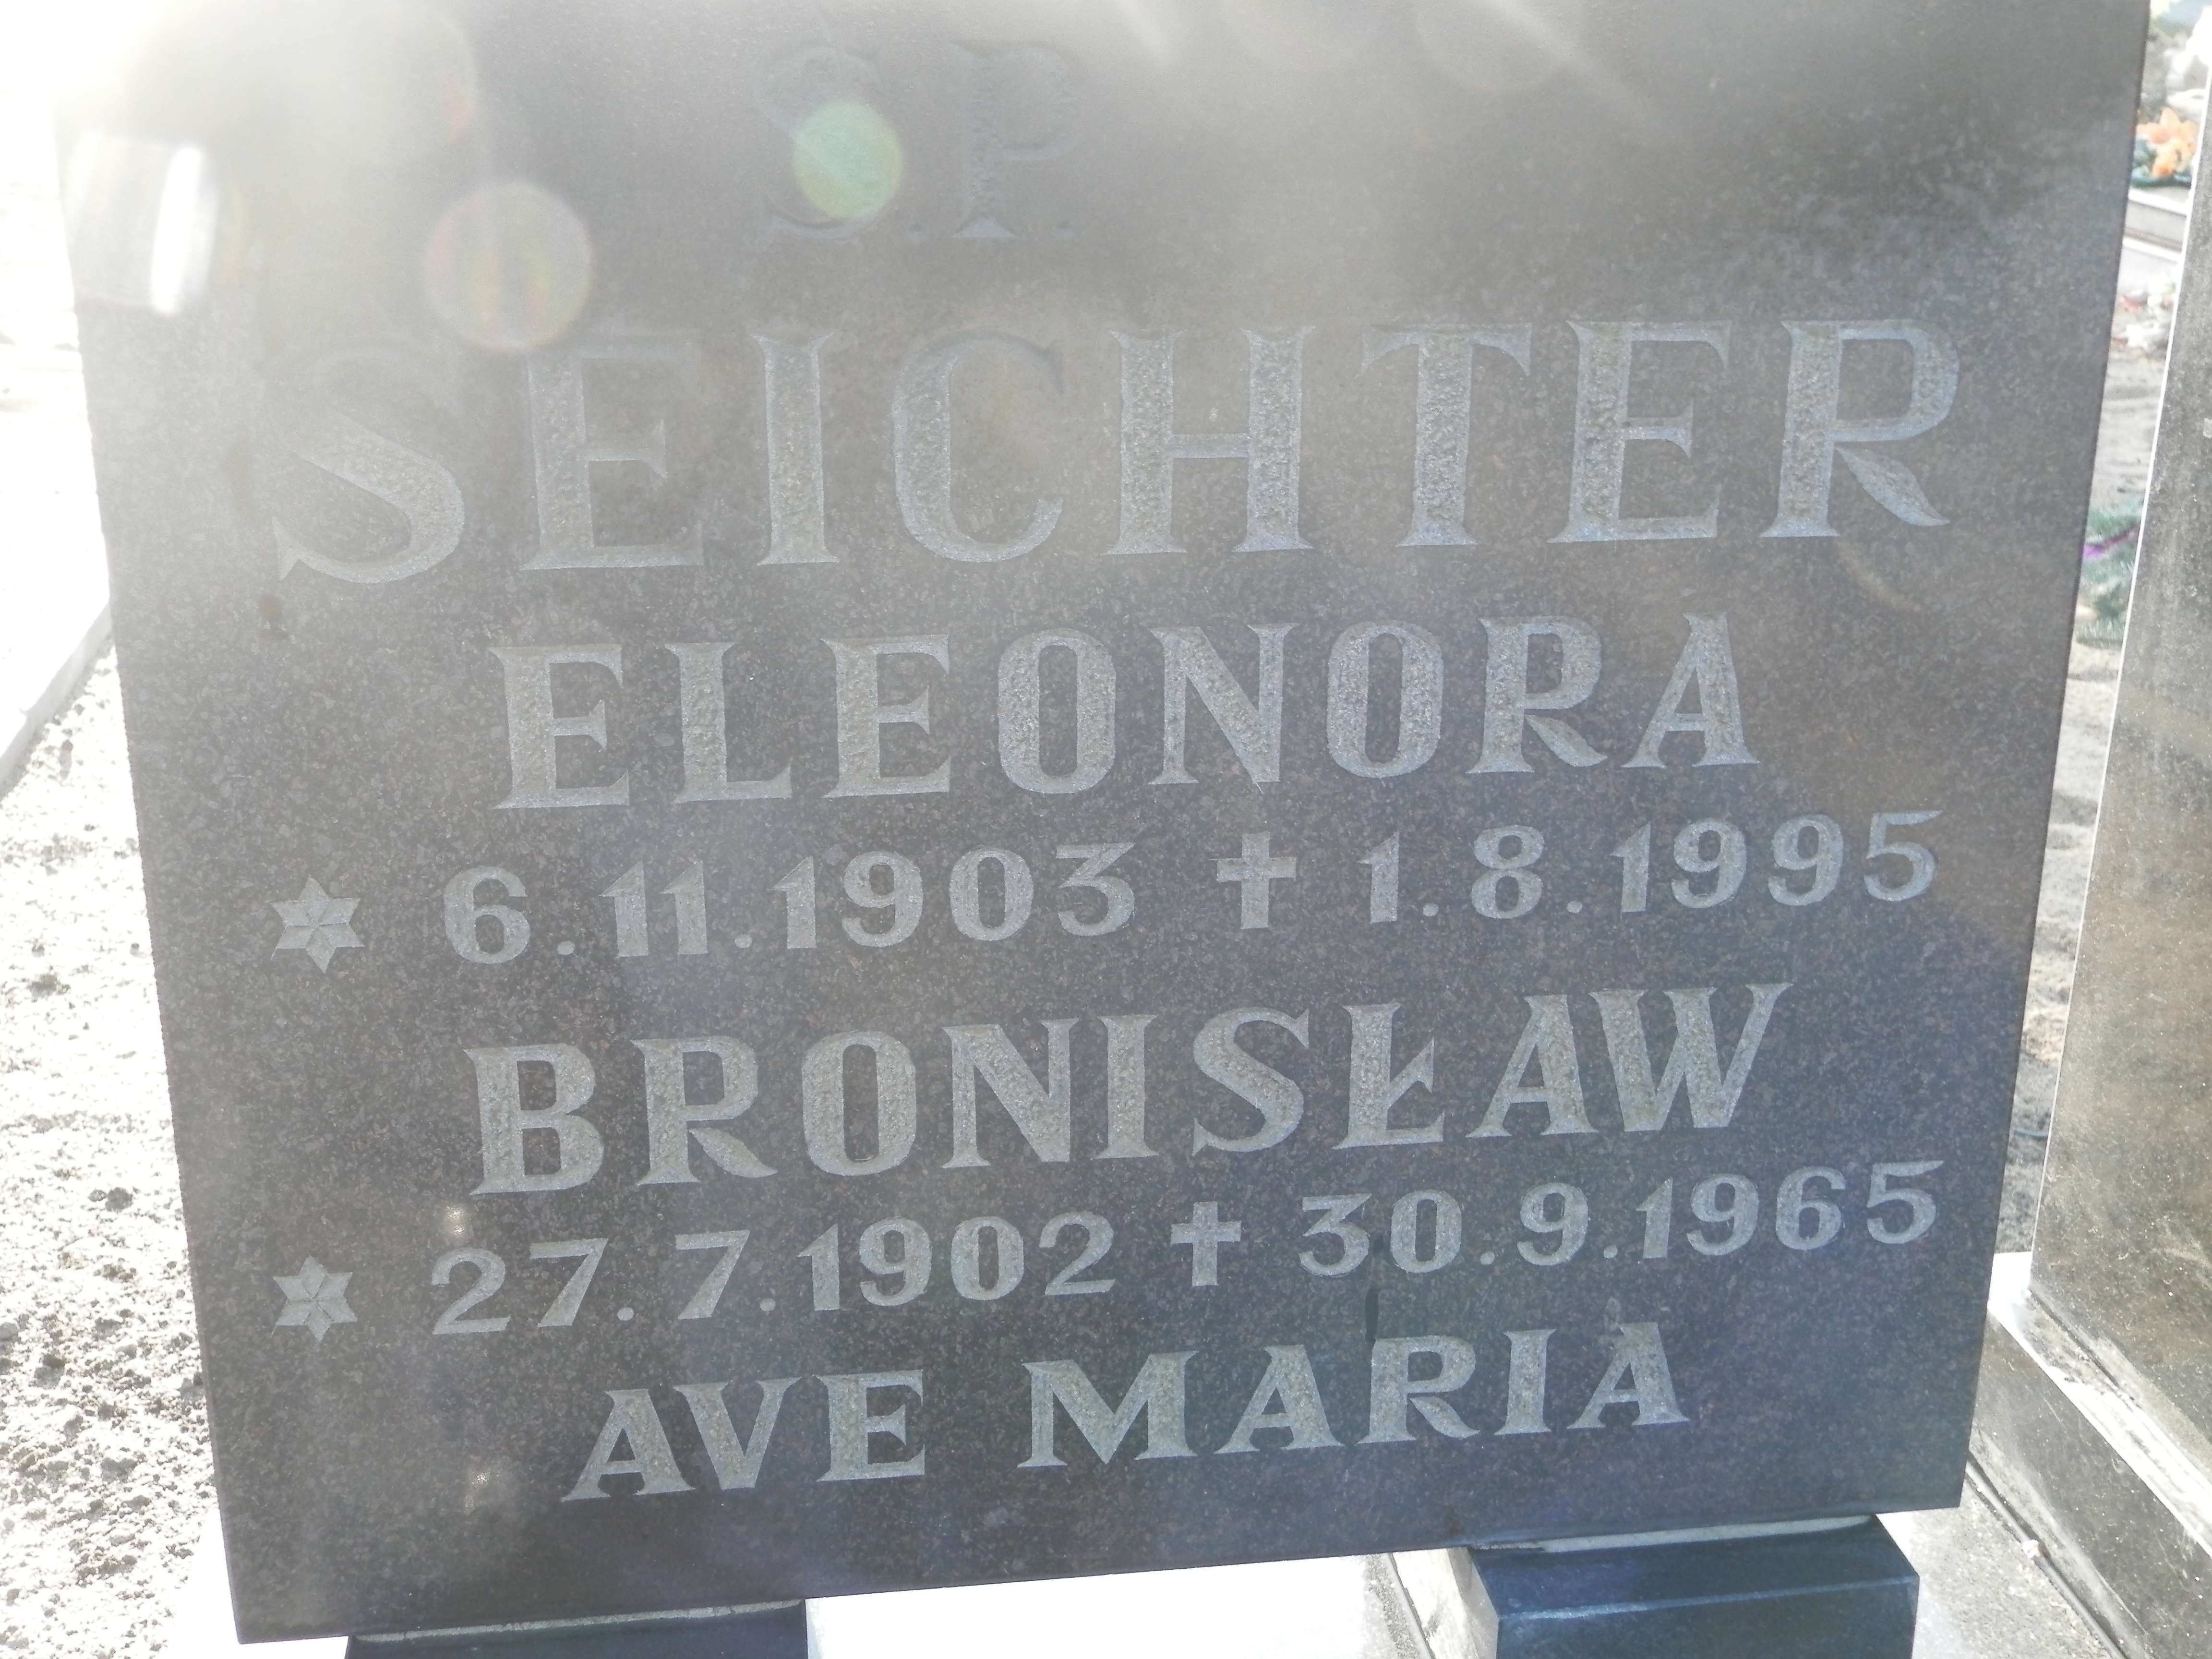 S.P.
SEICHTER
ELEONORA
✶ 6.11.1903 ✝ 1.8.1995
BRONISŁAW
✶ 27.7.1902 ✝ 30.9.1965
AVE MARIA